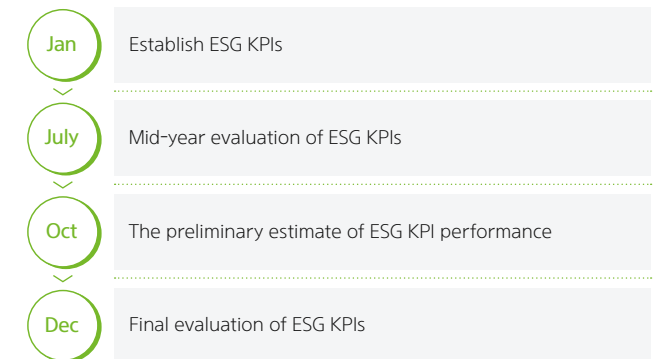 Jan
Establish ESG KPIs
July
Mid-year evaluation of ESG KPIs
Oct
The preliminary estimate of ESG KPI performance
Dec
Final evaluation of ESG KPIs